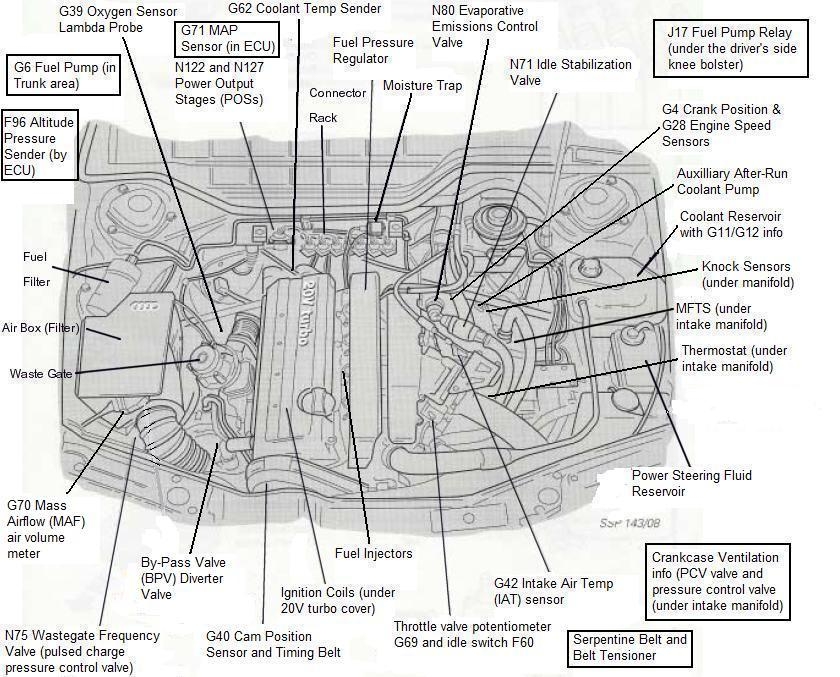 G39 Oxygen Sensor
Lambda Probe
G71 MAP
Sensor (in ECU)
G62 Coolant Temp Sender
N80 Evaporative
Emissions Control
Valve
J17 Fuel Pump Relay
(under the driver's side
knee bolster)
G6 Fuel Pump (in
Trunk area)
N122 and N127
Power Output
Stages (POSs)
Fuel Pressure
Regulator
Connector
Rack
Moisture Trap
N71 Idle Stabilization
Valve
F96 Altitude
Pressure
Sender (by
ECU)
G4 Crank Position &
G28 Engine Speed
Sensors
Auxilliary After-Run
Coolant Pump
Coolant Reservoir
with G11/G12 info
Fuel
Filter
Knock Sensors
(under manifold)
MFTS (under
intake manifold)
Air Box (Filter)
Thermostat (under
intake manifold)
Waste Gate
20V turbo
Power Steering Fluid
Reservoir
G70 Mass
Airflow (MAF)
air volume
meter
SSP 143/08
By-Pass Valve
(BPV) Diverter
Valve
Fuel Injectors
Ignition Coils (under
20V turbo cover)
G42 Intake Air Temp
(IAT) sensor
Crankcase Ventilation
info (PCV valve and
pressure control valve
(under intake manifold)
N75 Wastegate Frequency
Valve (pulsed charge
pressure control valve)
G40 Cam Position
Sensor and Timing Belt
Throttle valve potentiometer
G69 and idle switch F60
Serpentine Belt and
Belt Tensioner